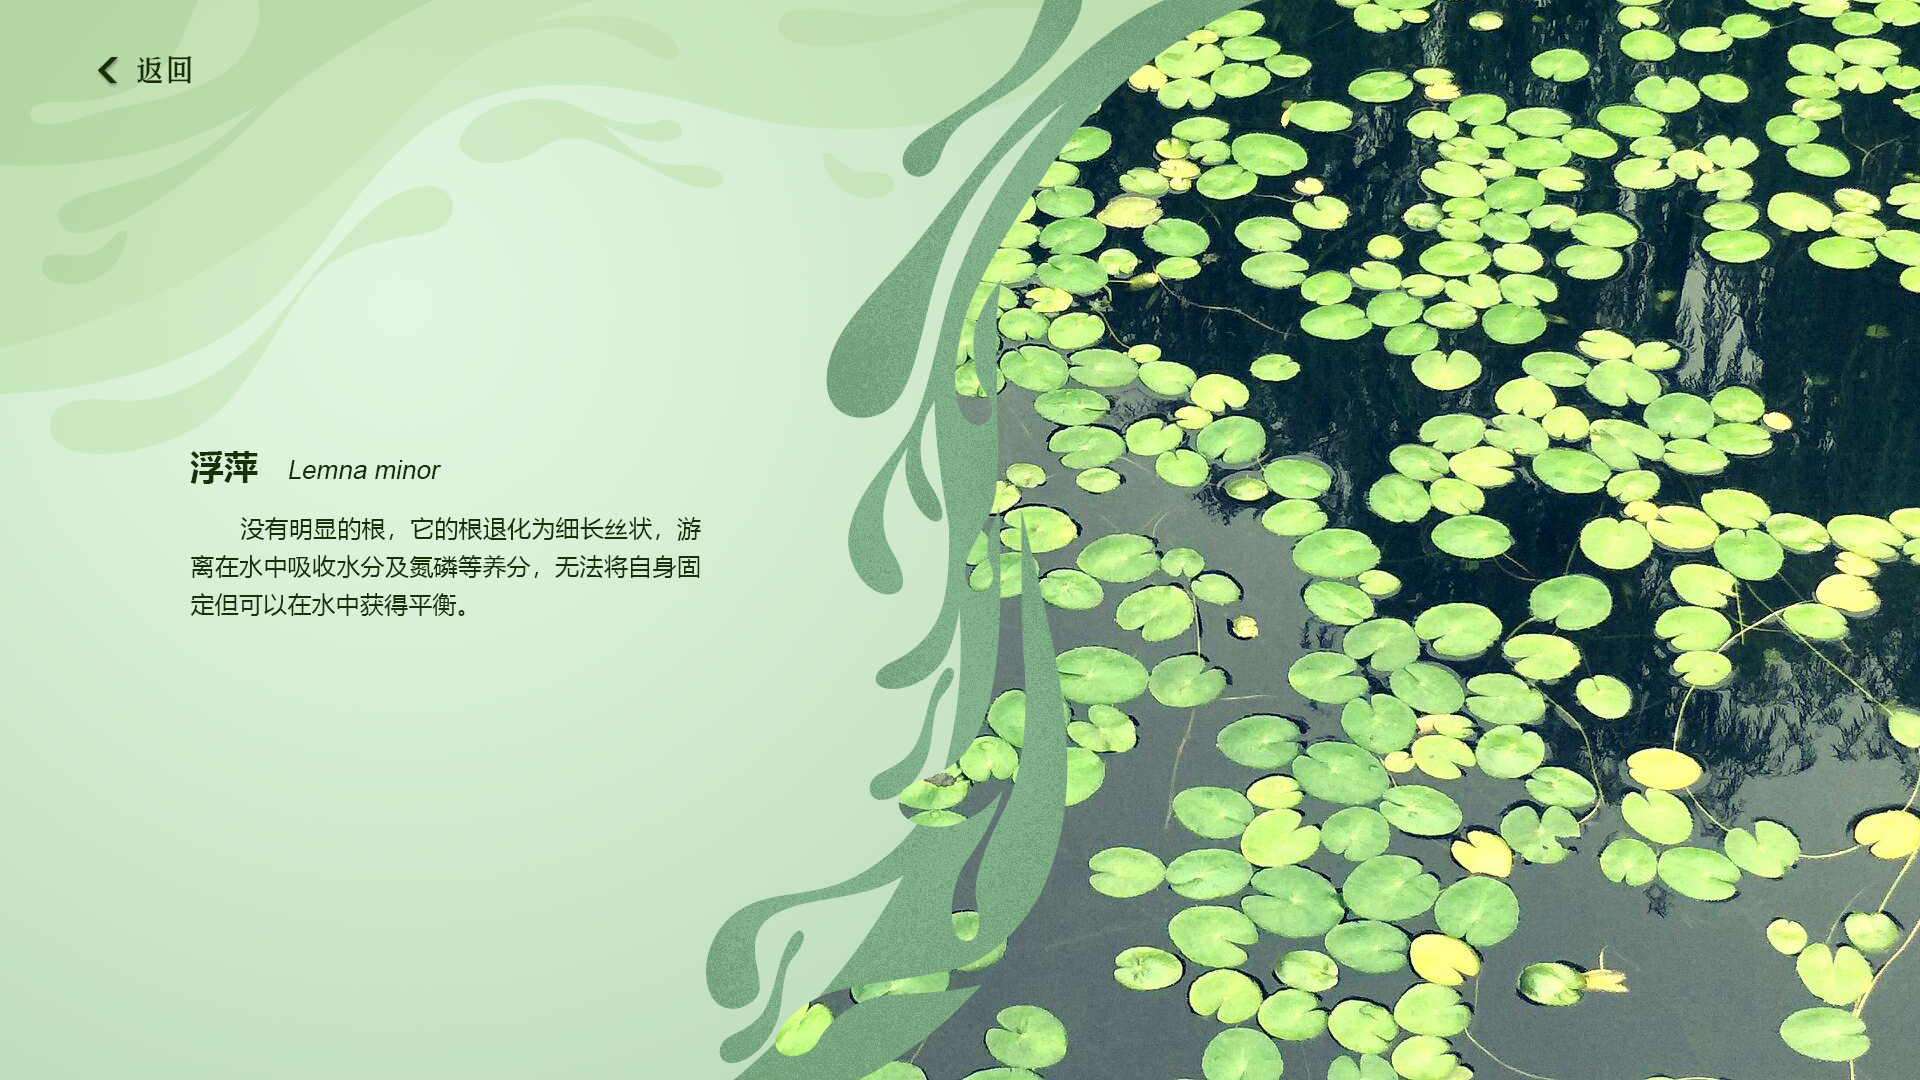 返回
浮萍 Lemna minor
没有明显的根，它的根退化为细长丝状，游
离在水中吸收水分及氮磷等养分，无法将自身固
定但可以在水中获得平衡。